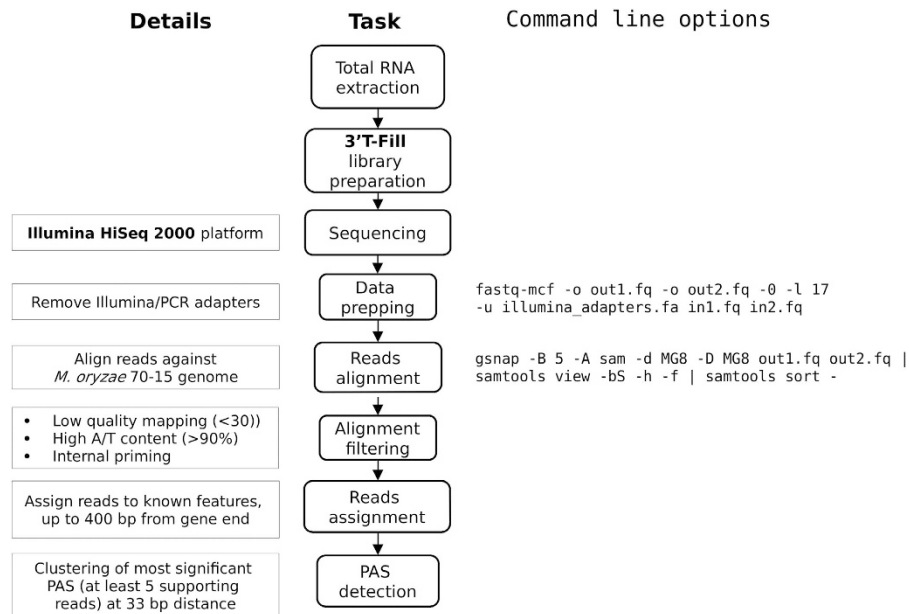 Details Task Command line options
Total RNA
extraction
3'T-Fill
library
preparation
Illumina HiSeq 2000 platform
Sequencing
Remove Illumina/PCR adapters
Data
prepping
fastq-mcf -o out1.fq -o out2.fq -0 -l 17
-u illumina_adapters.fa in1.fq in2.fq
Align reads against
M. oryzae 70-15 genome
Reads
alignment
gsnap -B 5 -A sam -d MG8 -D MG8 out1.fq out2.fq |
samtools view -bS -h -f | samtools sort -
• Low quality mapping (<30))
• High A/T content (>90%)
• Internal priming
Alignment
filtering
Assign reads to known features,
up to 400 bp from gene end
Reads
assignment
Clustering of most significant
PAS (at least 5 supporting
reads) at 33 bp distance
PAS
detection